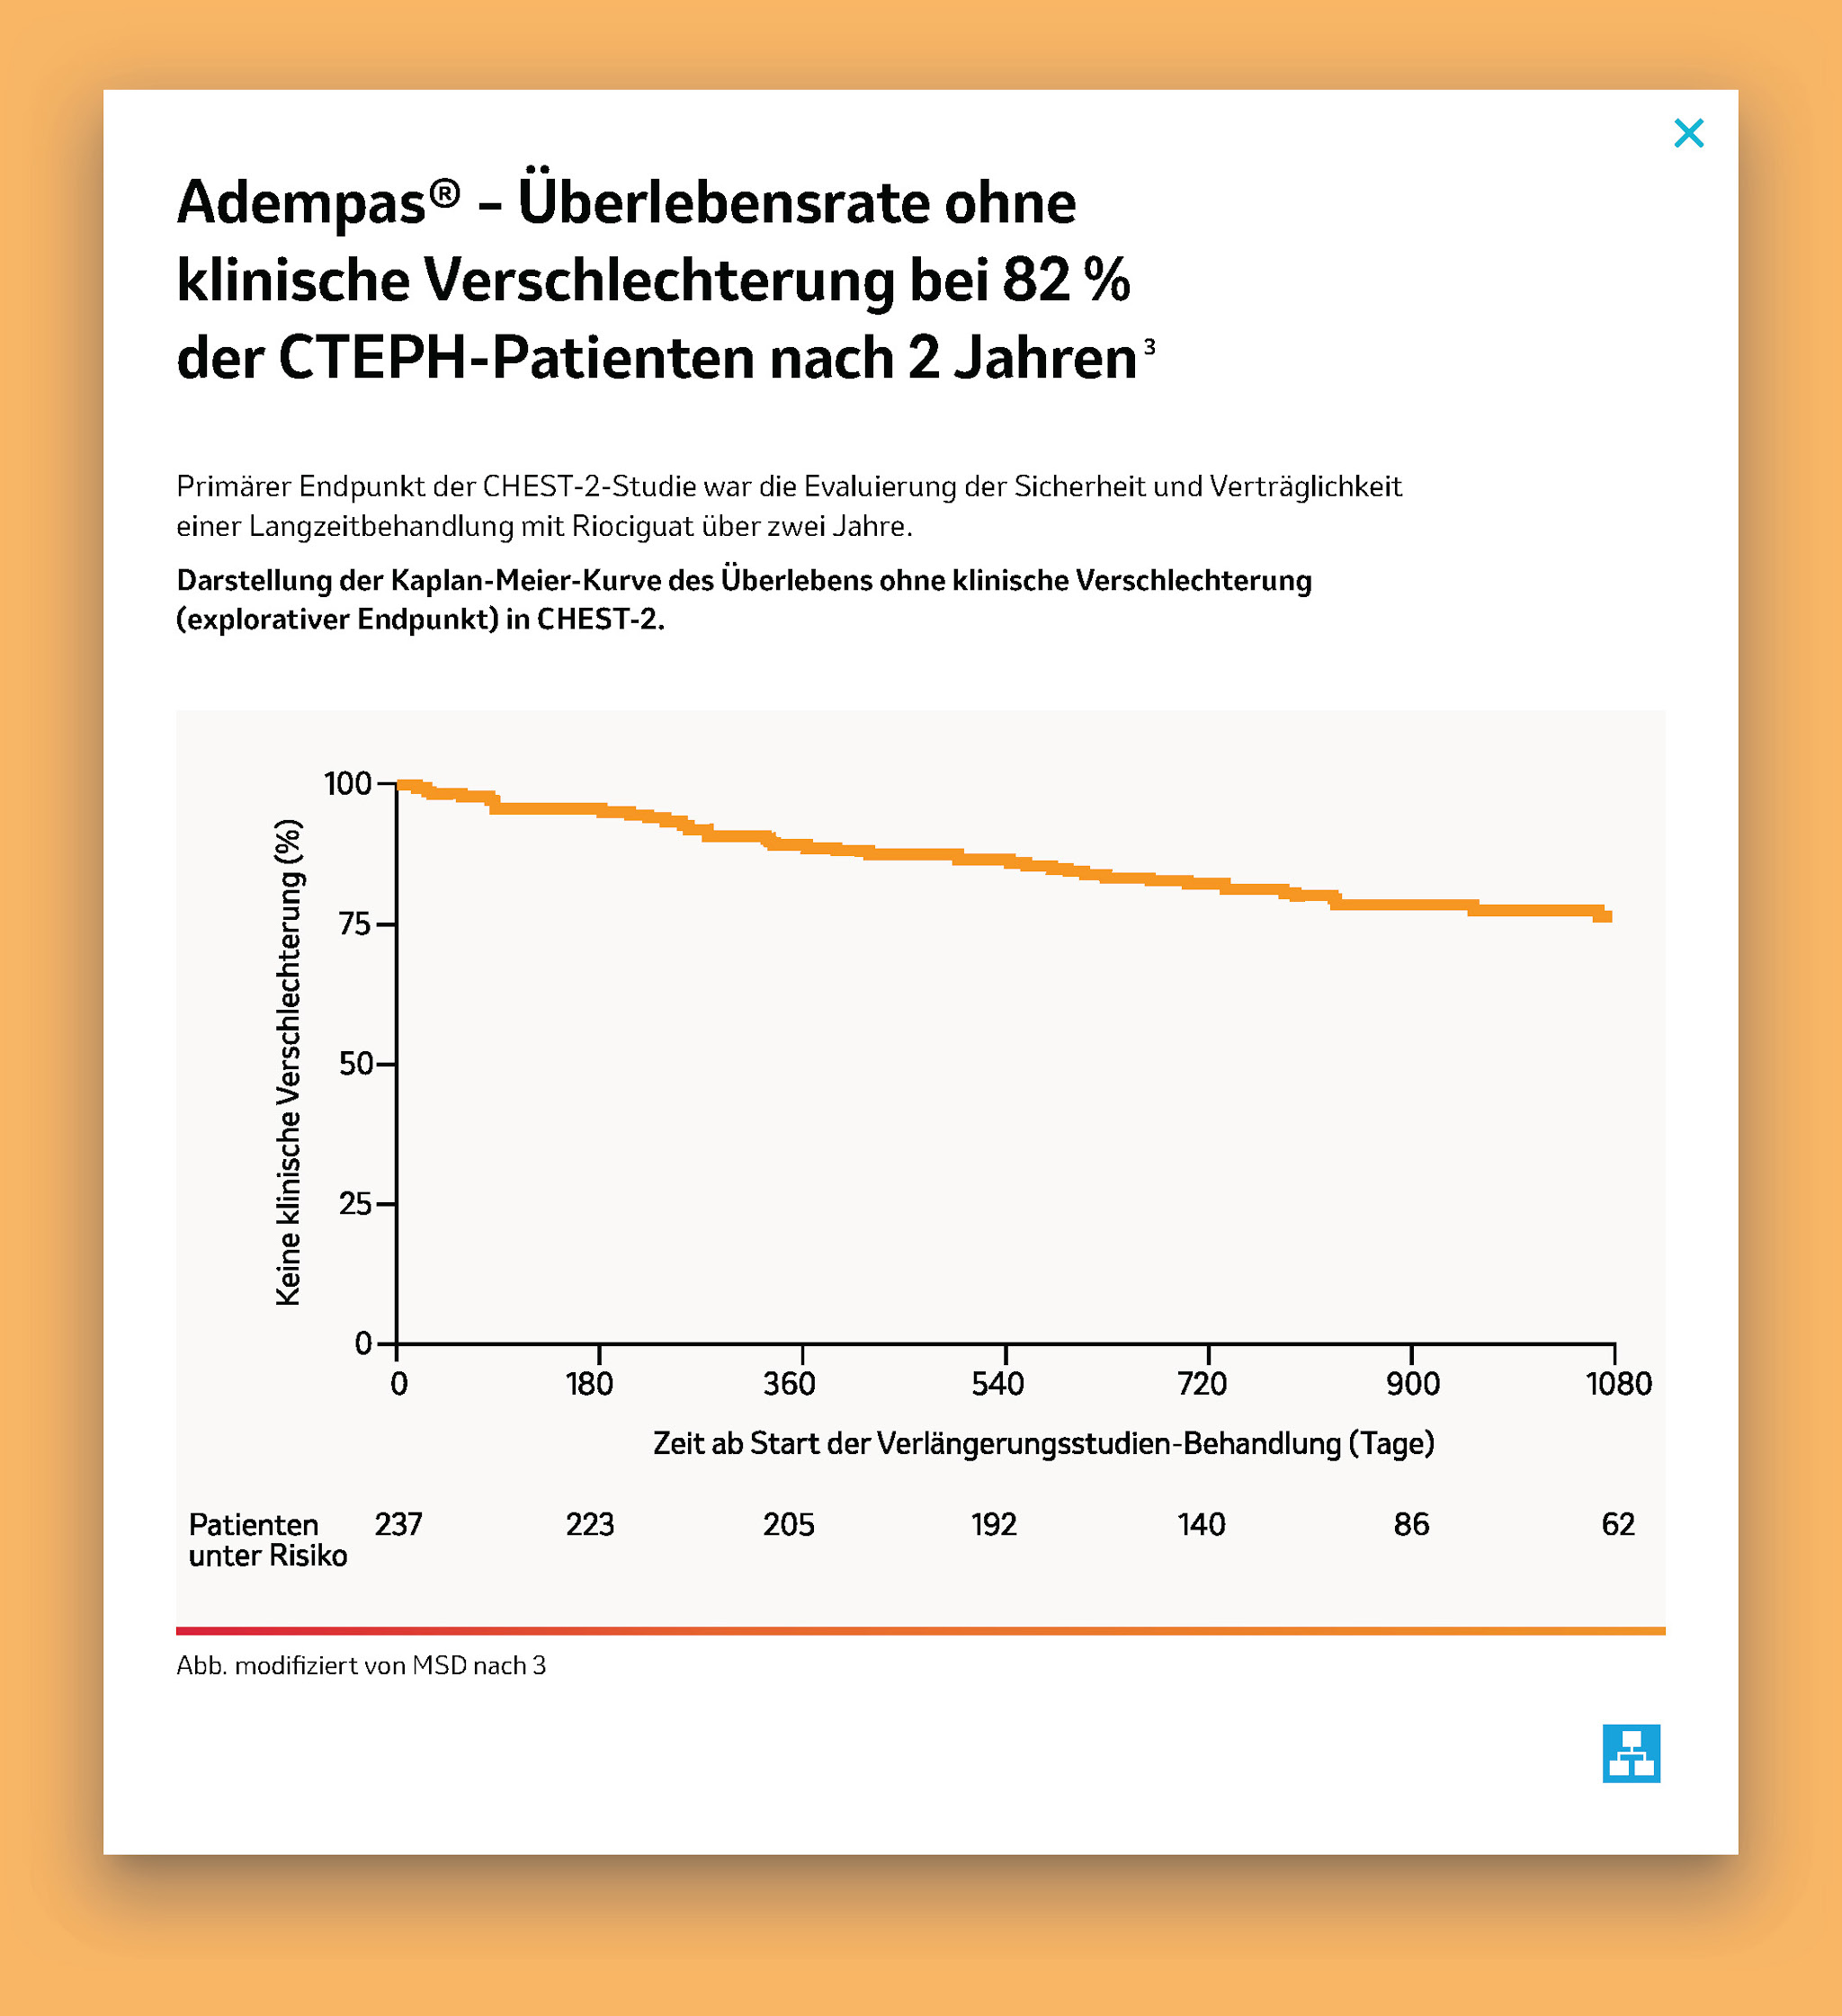 Adempas® – Überlebensrate ohne
klinische Verschlechterung bei 82 %
der CTEPH-Patienten nach 2 Jahren³
Primärer Endpunkt der CHEST-2-Studie war die Evaluierung der Sicherheit und Verträglichkeit
einer Langzeitbehandlung mit Riociguat über zwei Jahre.
Darstellung der Kaplan-Meier-Kurve des Überlebens ohne klinische Verschlechterung
(explorativer Endpunkt) in CHEST-2.
Keine klinische Verschlechterung (%)
100
75
50
25
0
0 180 360 540 720 900 1080
Zeit ab Start der Verlängerungsstudien-Behandlung (Tage)
Patienten 237 223 205 192 140 86 62
unter Risiko
Abb. modifiziert von MSD nach 3